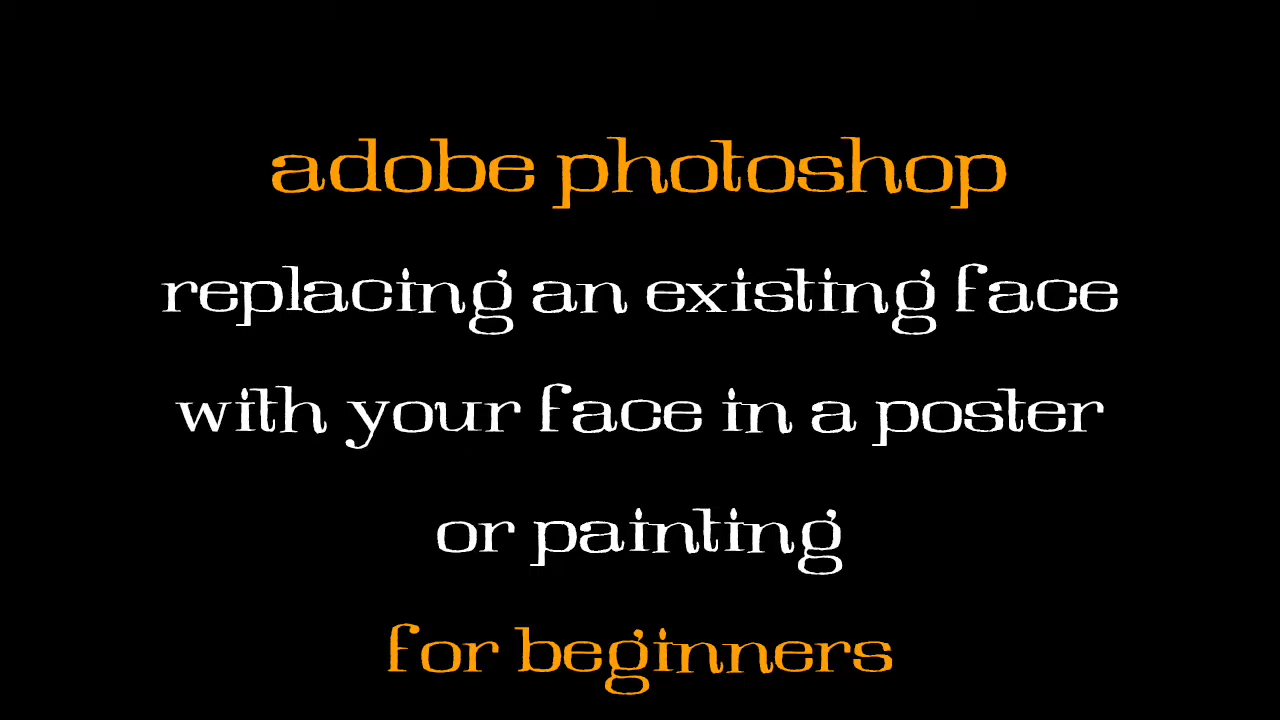 adobe photoshop
replacing an existing face
with your face in a poster
or painting
for beginners